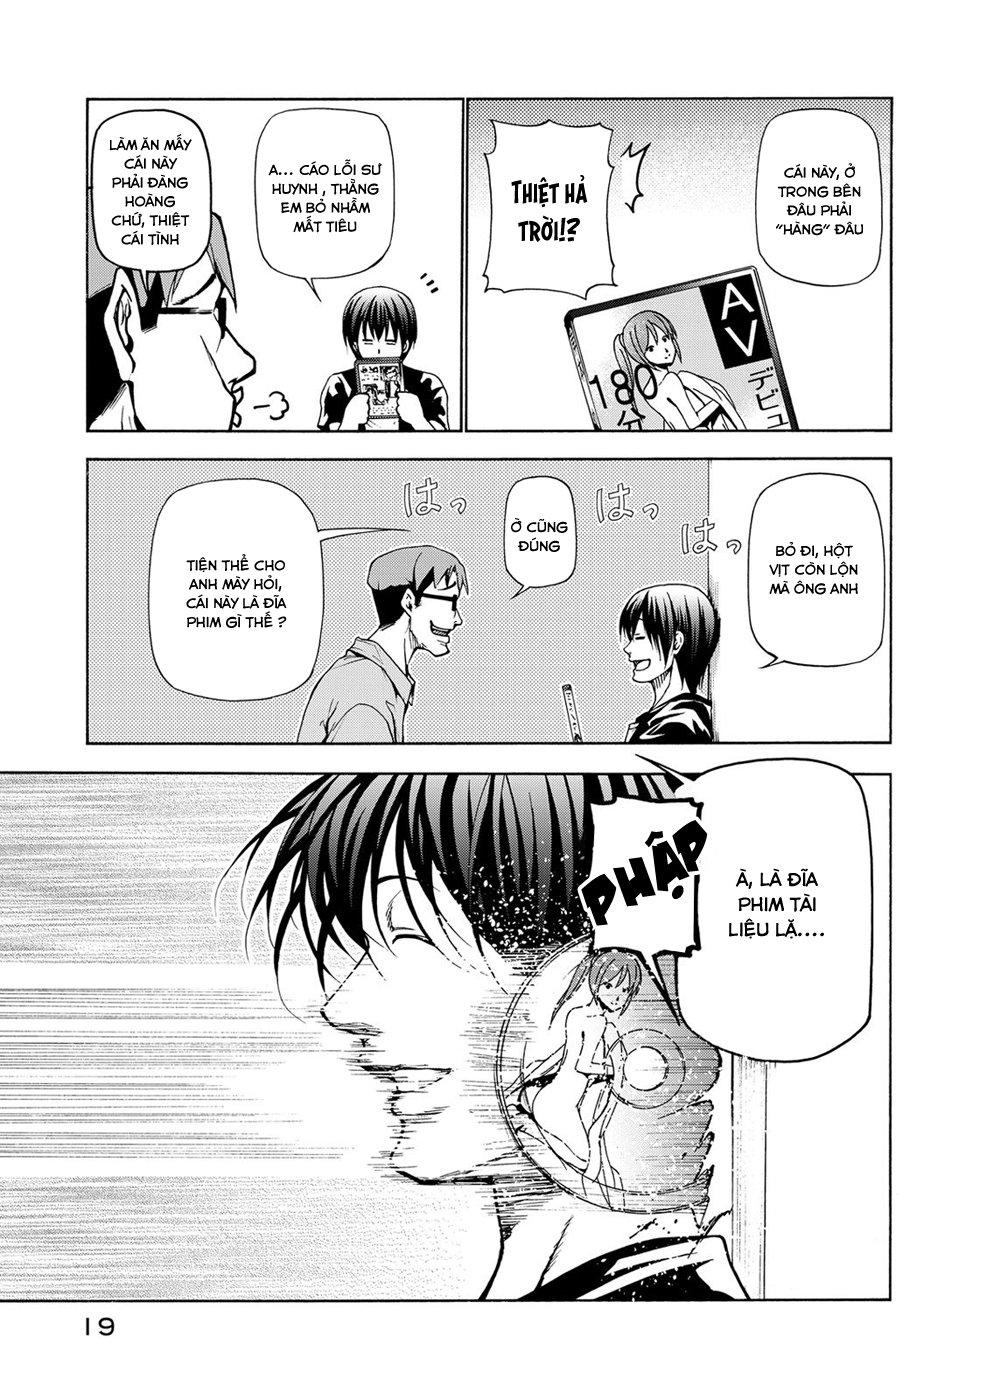 CÁI NÀY, Ở
TRONG BÊN
ĐÂU PHẢI
"HÀNG" ĐÂU
THIỆT HẢ
TRỜI!?
AV
デビュ
180
分
A... CÁO LỖI SƯ
HUYNH , THẰNG
EM BỎ NHẦM
MẤT TIÊU
LÀM ĂN MẤY
CÁI NÀY
PHẢI ĐÀNG
HOÀNG
CHỨ, THIỆT
CÁI TÌNH
BỎ ĐI, HỘT
VỊT CÒN LỘN
MÀ ÔNG ANH
はっ
はっ
Ờ CŨNG
ĐÚNG
はっ
TIỆN THỂ CHO
ANH MÀY HỎI,
CÁI NÀY LÀ ĐĨA
PHIM GÌ THẾ ?
À, LÀ ĐĨA
PHIM TÀI
LIỆU LẶ....
PHẬP
19